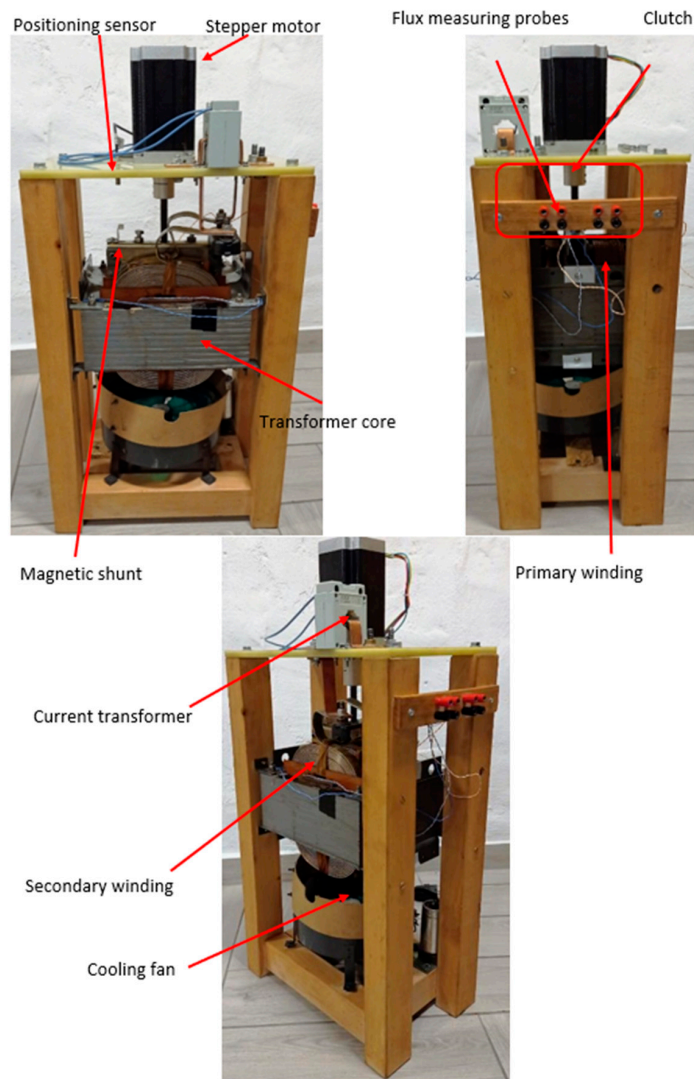 Positioning sensor
Stepper motor
Flux measuring probes
Clutch
Transformer core
Magnetic shunt
Primary winding
Current transformer
Secondary winding
Cooling fan